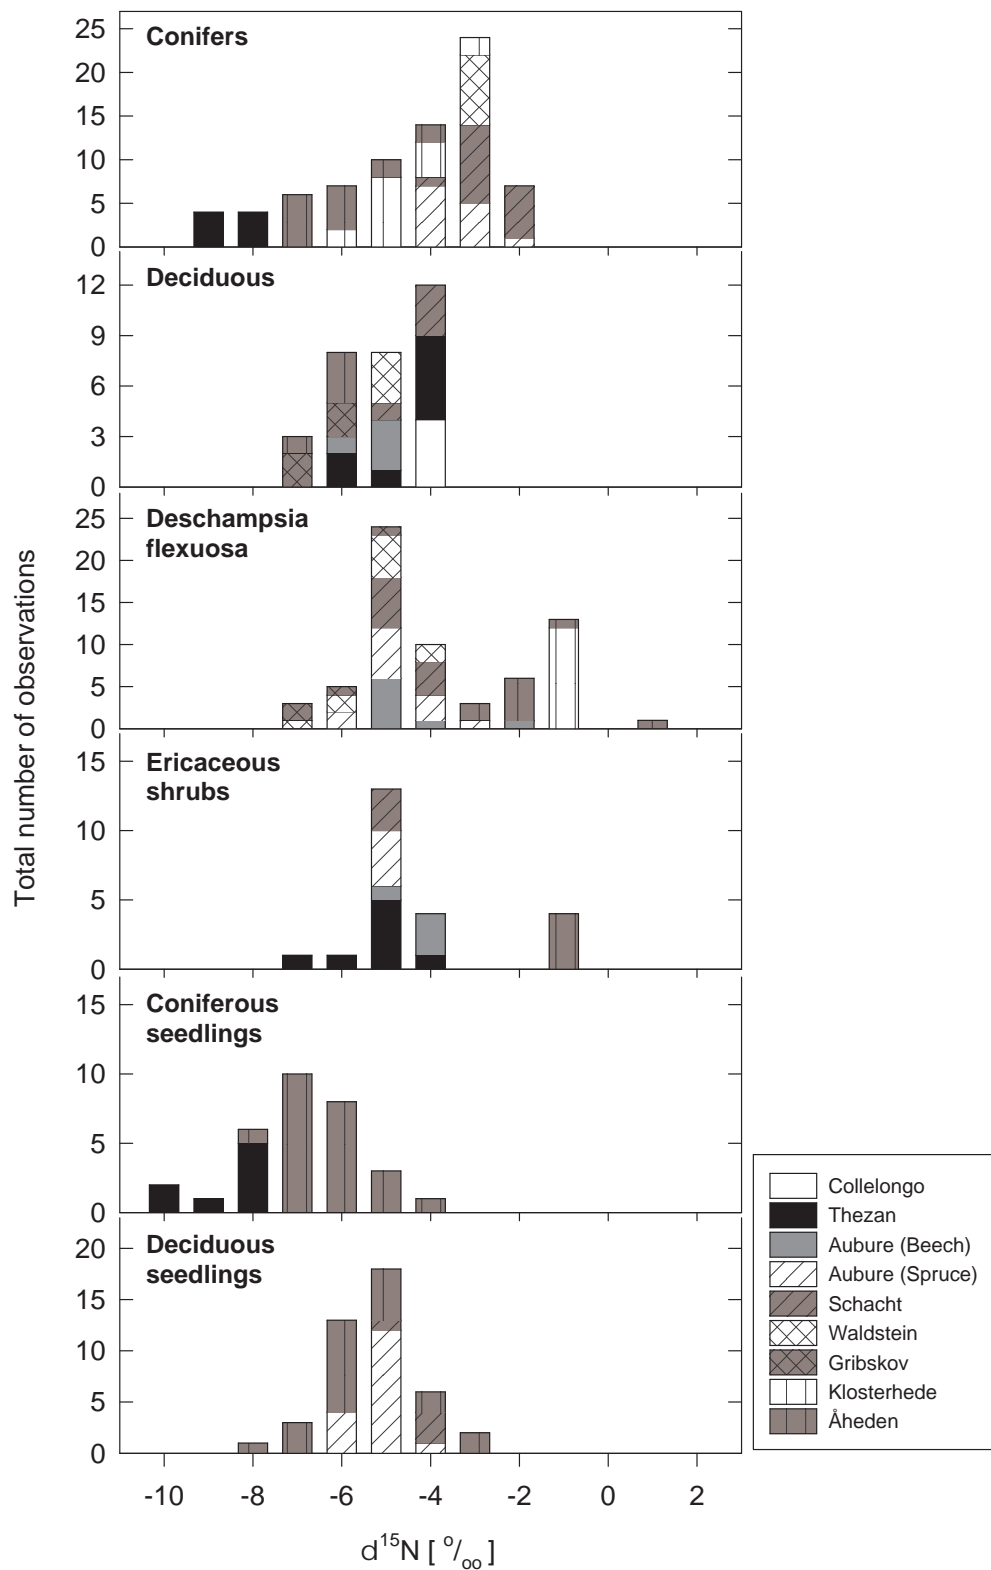 Total number of observations
Conifers
25
20
15
10
5
0
Deciduous
12
9
6
3
0
Deschampsia
flexuosa
25
20
15
10
5
0
Ericaceous
shrubs
15
10
5
0
Coniferous
seedlings
15
10
5
0
Deciduous
seedlings
20
15
10
5
0
-10 -8 -6 -4 -2 0 2
d¹⁵N [ º/ₒₒ ]
Collelongo
Thezan
Aubure (Beech)
Aubure (Spruce)
Schacht
Waldstein
Gribskov
Klosterhede
Åheden